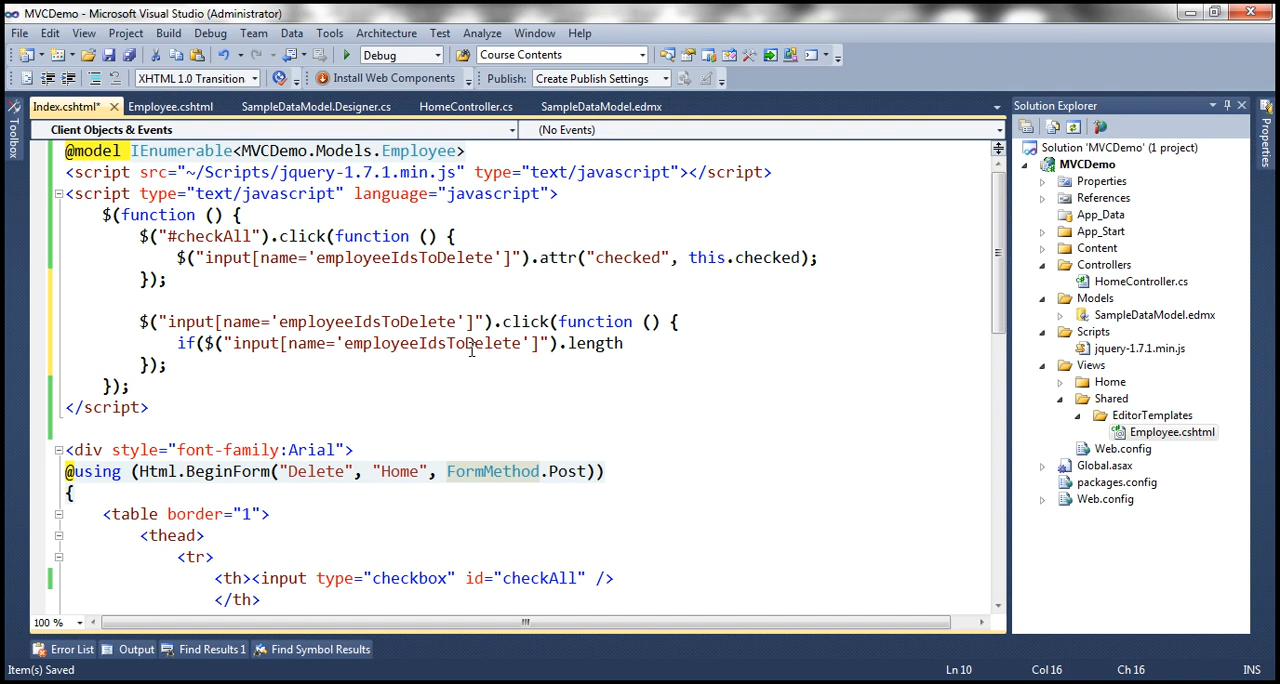 MVCDemo - Microsoft Visual Studio (Administrator)
File Edit View Project Build Debug Team Data Tools Architecture Test Analyze Window Help
Debug Course Contents
XHTML 1.0 Transition Install Web Components Publish: Create Publish Settings
Index.cshtml* Employee.cshtml SampleDataModel.Designer.cs HomeController.cs SampleDataModel.edmx
Client Objects & Events (No Events)
@model IEnumerable<MVCDemo.Models.Employee>
<script src="~/Scripts/jquery-1.7.1.min.js" type="text/javascript"></script>
<script type="text/javascript" language="javascript">
$(function () {
$("#checkAll").click(function () {
$("input[name='employeeIdsToDelete']").attr("checked", this.checked);
});
$("input[name='employeeIdsToDelete']").click(function () {
if($("input[name='employeeIdsToDelete']").length
});
});
</script>
<div style="font-family:Arial">
@using (Html.BeginForm("Delete", "Home", FormMethod.Post))
{
<table border="1">
<thead>
<tr>
<th><input type="checkbox" id="checkAll" />
</th>
100 %
Toolbox
Solution Explorer
Solution 'MVCDemo' (1 project)
MVCDemo
Properties
References
App_Data
App_Start
Content
Controllers
HomeController.cs
Models
SampleDataModel.edmx
Scripts
jquery-1.7.1.min.js
Views
Home
Shared
EditorTemplates
Employee.cshtml
Web.config
Global.asax
packages.config
Web.config
Properties
Error List Output Find Results 1 Find Symbol Results
Item(s) Saved Ln 10 Col 16 Ch 16 INS